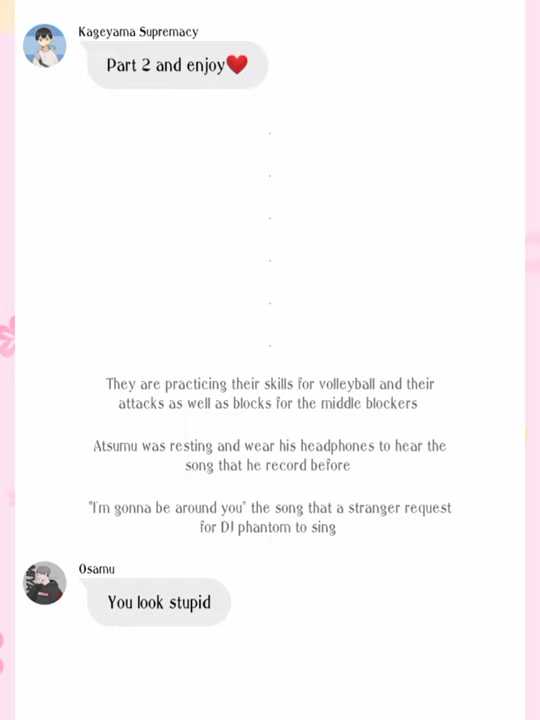 Kageyama Supremacy
Part 2 and enjoy❤️
.
.
.
.
.
.
They are practicing their skills for volleyball and their
attacks as well as blocks for the middle blockers
Atsumu was resting and wear his headphones to hear the
song that he record before
"I'm gonna be around you" the song that a stranger request
for DJ phantom to sing
Osamu
You look stupid